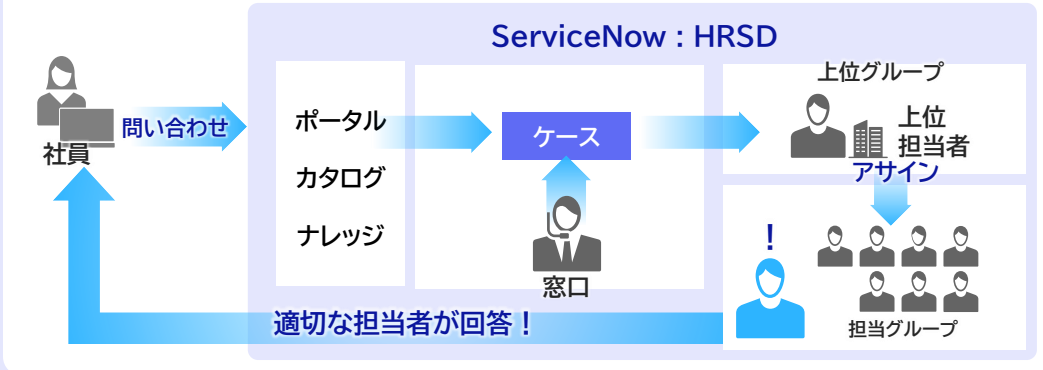 ServiceNow : HRSD
社員
問い合わせ
ポータル
カタログ
ナレッジ
ケース
窓口
上位グループ
上位
担当者
アサイン
!
担当グループ
適切な担当者が回答！